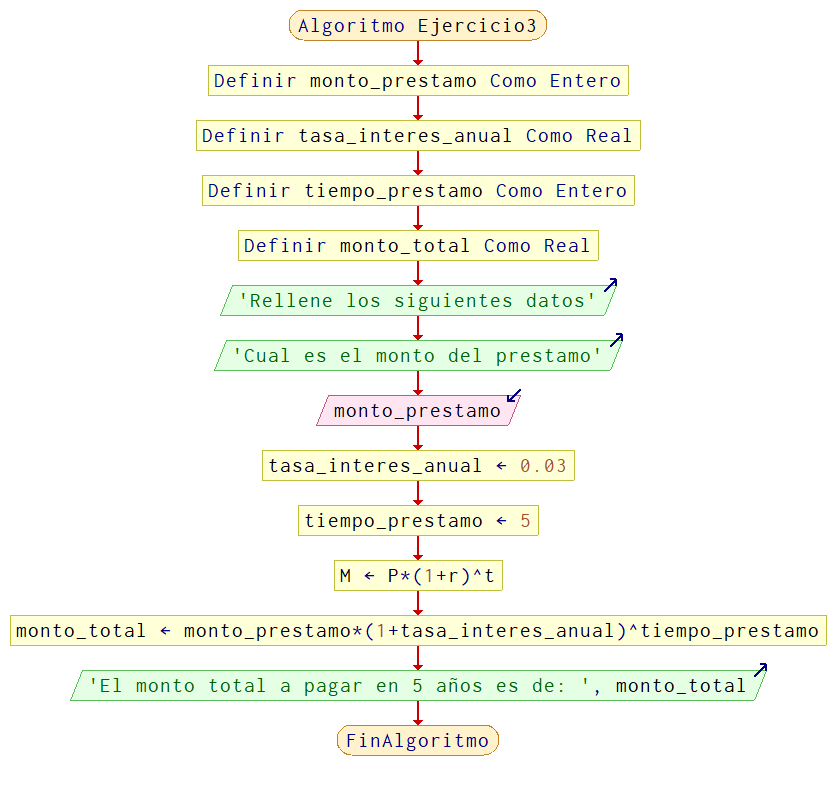 Algoritmo Ejercicio3
Definir monto_prestamo Como Entero
Definir tasa_interes_anual Como Real
Definir tiempo_prestamo Como Entero
Definir monto_total Como Real
'Rellene los siguientes datos'
'Cual es el monto del prestamo'
monto_prestamo
tasa_interes_anual ← 0.03
tiempo_prestamo ← 5
M ← P*(1+r)^t
monto_total ← monto_prestamo*(1+tasa_interes_anual)^tiempo_prestamo
'El monto total a pagar en 5 años es de: ', monto_total
FinAlgoritmo